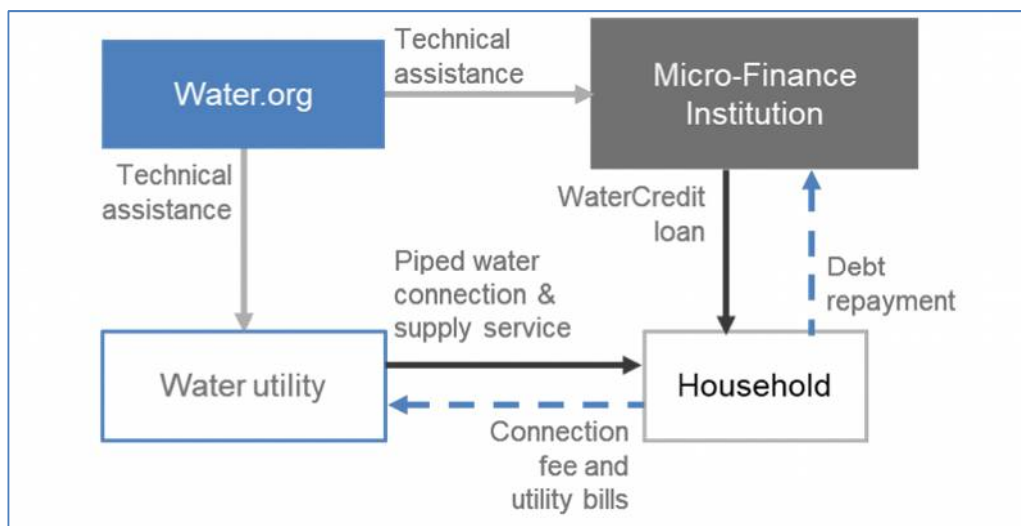 Technical
assistance
Water.org
Micro-Finance
Institution
Technical
assistance
WaterCredit
loan
Piped water
connection &
supply service
Debt
repayment
Water utility
Household
Connection
fee and
utility bills